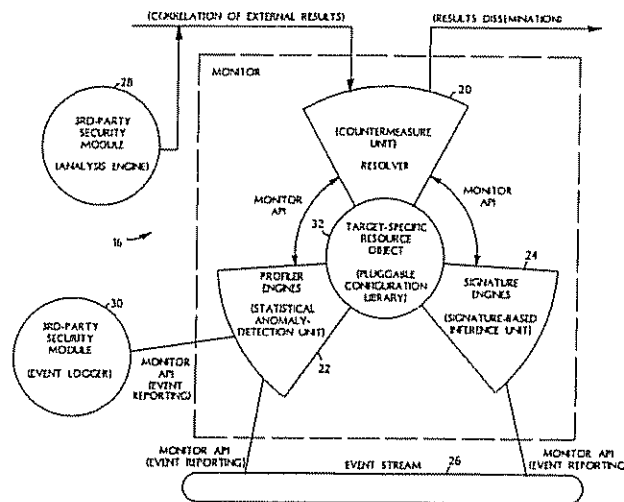 (CORRELATION OF EXTERNAL RESULTS)
(RESULTS DISSEMINATION)
MONITOR
28
3RD-PARTY
SECURITY
MODULE
(ANALYSIS ENGINE)
20
(COUNTERMEASURE
UNIT)
RESOLVER
MONITOR
API
MONITOR
API
16
32
TARGET-SPECIFIC
RESOURCE
OBJECT
(PLUGGABLE
CONFIGURATION
LIBRARY)
24
PROFILER
ENGINES
(STATISTICAL
ANOMALY-
DETECTION UNIT)
SIGNATURE
ENGINES
(SIGNATURE-BASED
INFERENCE UNIT)
30
3RD-PARTY
SECURITY
MODULE
(EVENT LOGGER)
MONITOR
API
(EVENT
REPORTING)
22
MONITOR API
(EVENT REPORTING)
EVENT STREAM
26
MONITOR API
(EVENT REPORTING)